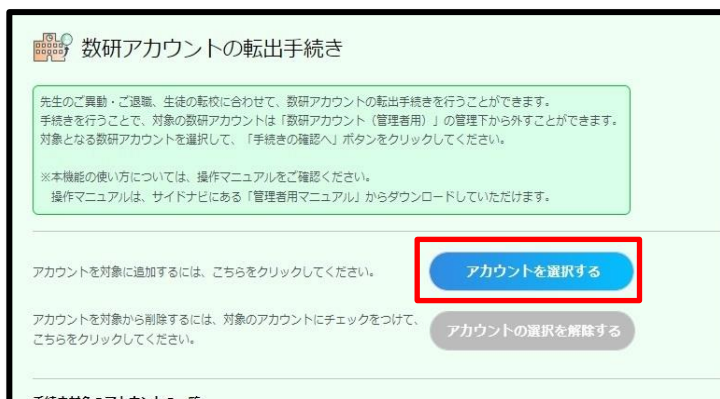 数研アカウントの転出手続き
先生のご異動・ご退職、生徒の転校に合わせて、数研アカウントの転出手続きを行うことができます。
手続きを行うことで、対象の数研アカウントは「数研アカウント（管理者用）」の管理下から外すことができます。
対象となる数研アカウントを選択して、「手続きの確認へ」ボタンをクリックしてください。
※本機能の使い方については、操作マニュアルをご確認ください。
操作マニュアルは、サイドナビにある「管理者用マニュアル」からダウンロードしていただけます。
アカウントを対象に追加するには、こちらをクリックしてください。
アカウントを選択する
アカウントを対象から削除するには、対象のアカウントにチェックをつけて、
こちらをクリックしてください。
アカウントの選択を解除する